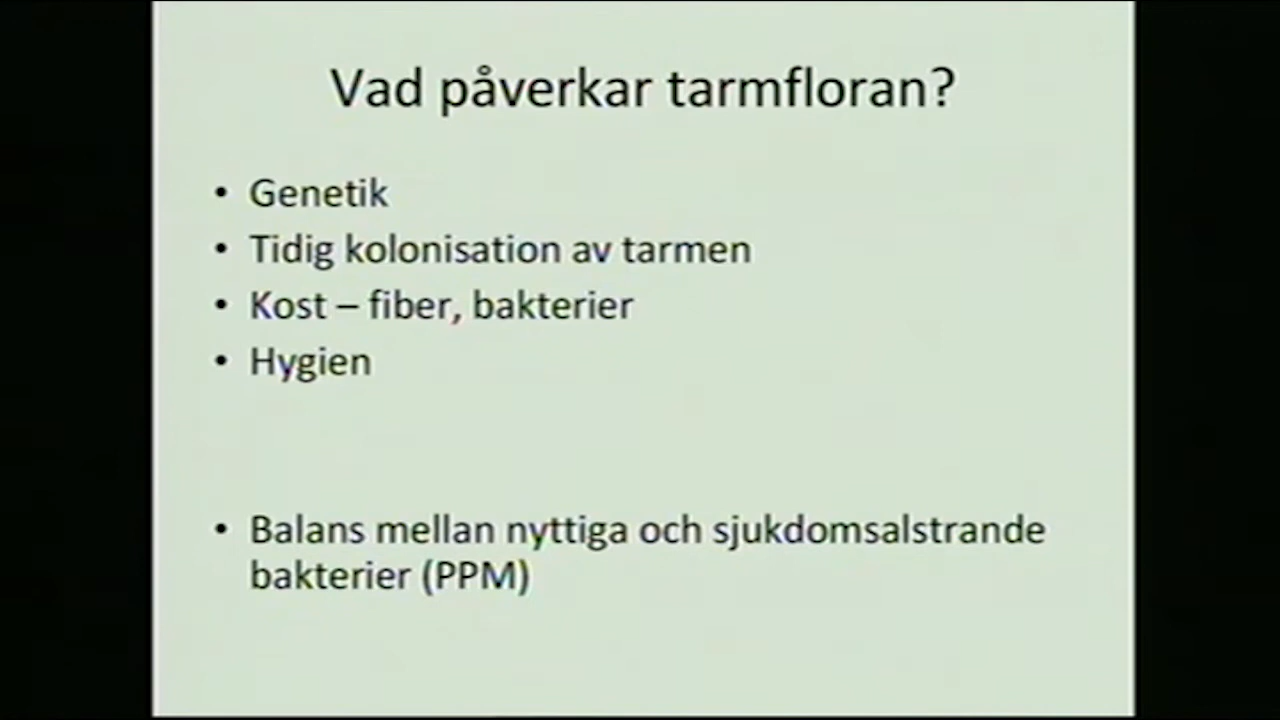 Vad påverkar tarmfloran?
• Genetik
• Tidig kolonisation av tarmen
• Kost – fiber, bakterier
• Hygien
• Balans mellan nyttiga och sjukdomsalstrande
bakterier (PPM)